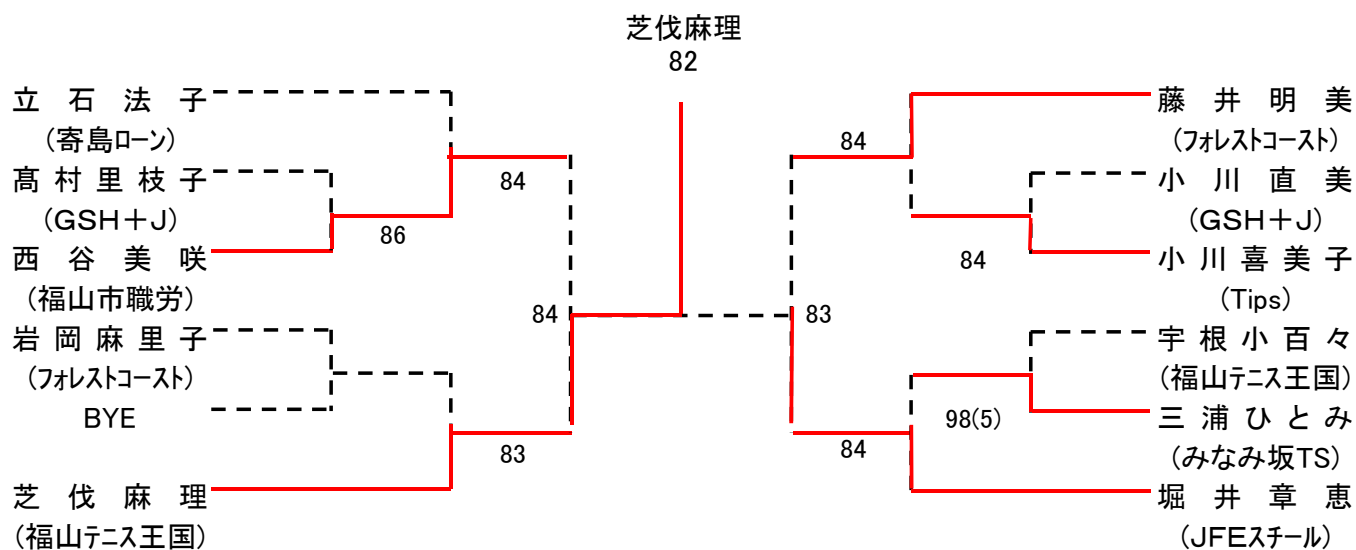 芝伐麻理
82
立石法子
(寄島ローン)
髙村里枝子
(GSH+J)
西谷美咲
(福山市職労)
岩岡麻里子
(フォレストコースト)
BYE
芝伐麻理
(福山テニス王国)
84
86
84
83
藤井明美
(フォレストコースト)
小川直美
(GSH+J)
小川喜美子
(Tips)
宇根小百々
(福山テニス王国)
三浦ひとみ
(みなみ坂TS)
堀井章恵
(JFEスチール)
84
84
83
98(5)
84